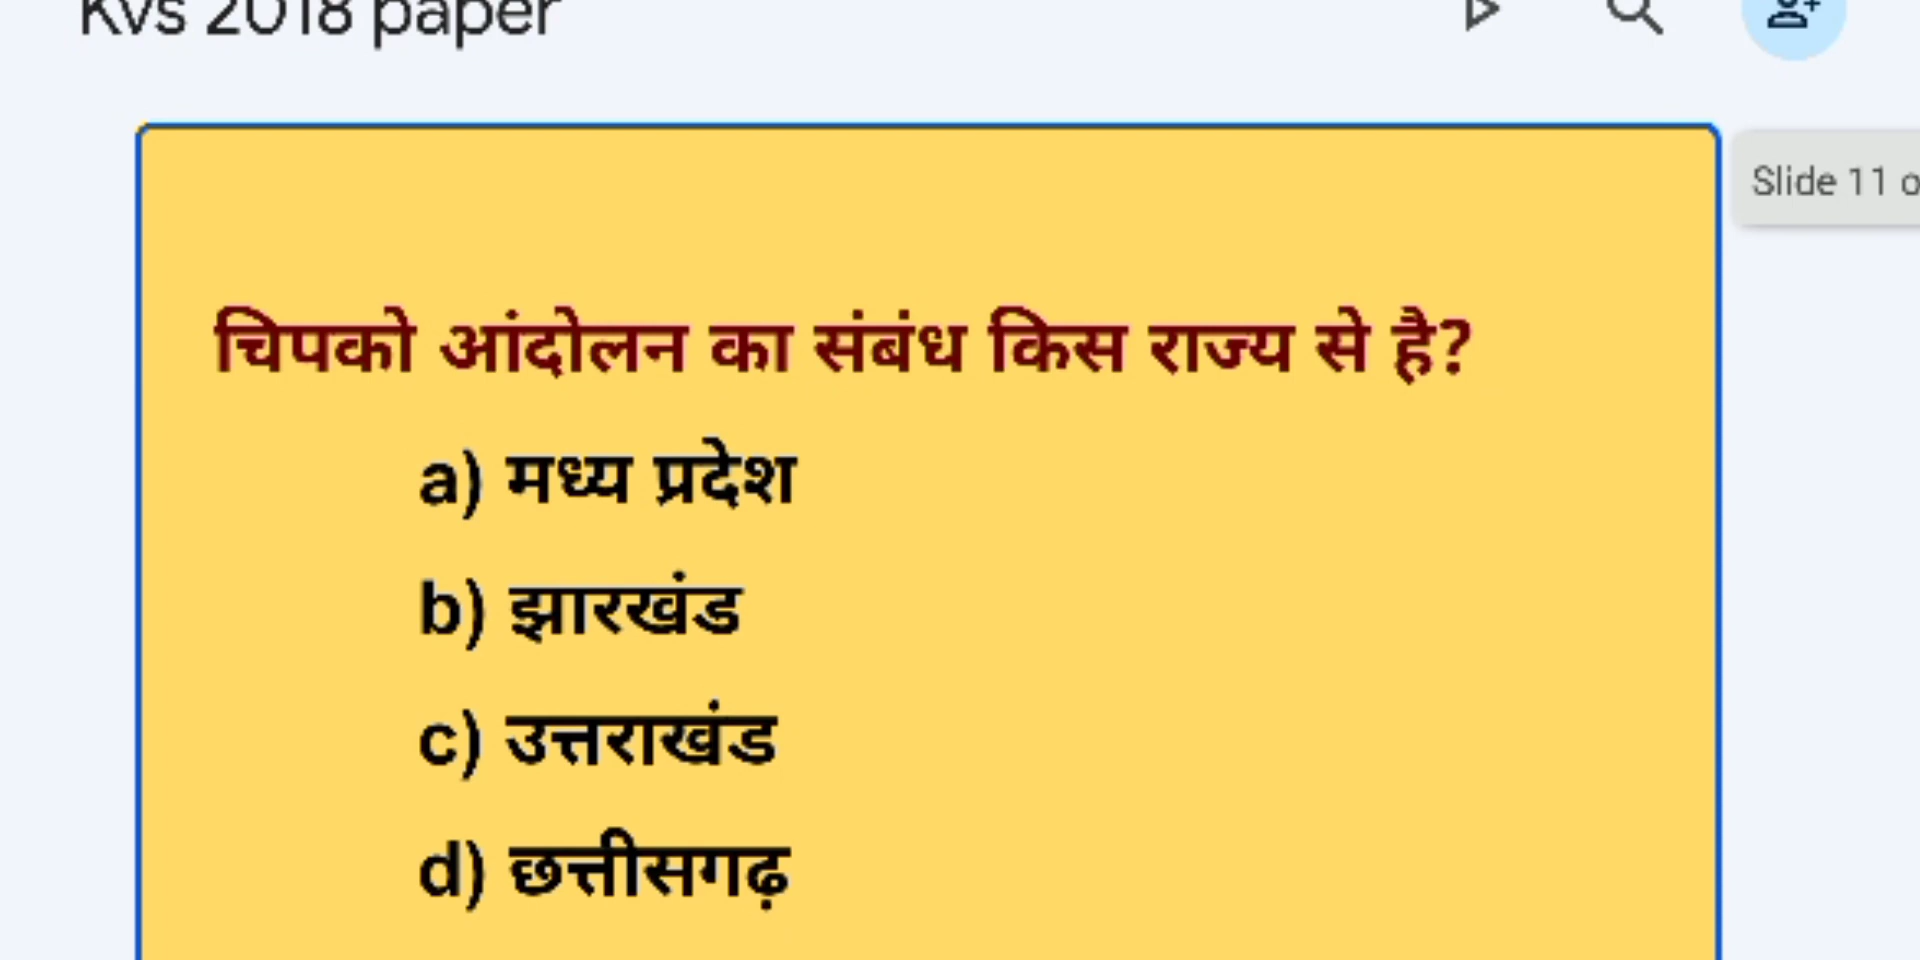 Kvs 2018 paper
Slide 11 o
चिपको आंदोलन का संबंध किस राज्य से है?
a) मध्य प्रदेश
b) झारखंड
c) उत्तराखंड
d) छत्तीसगढ़